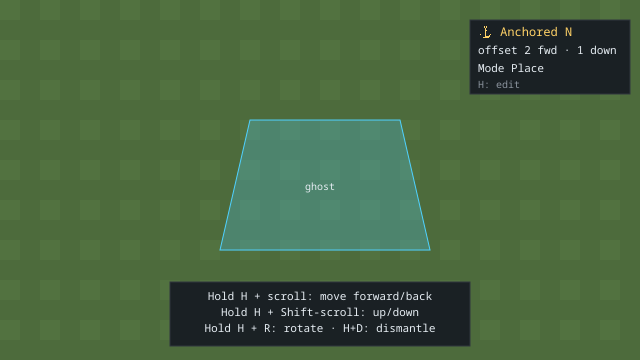 ⚓ Anchored N
offset 2 fwd · 1 down
Mode Place
H: edit
ghost
Hold H + scroll: move forward/back
Hold H + Shift-scroll: up/down
Hold H + R: rotate · H+D: dismantle